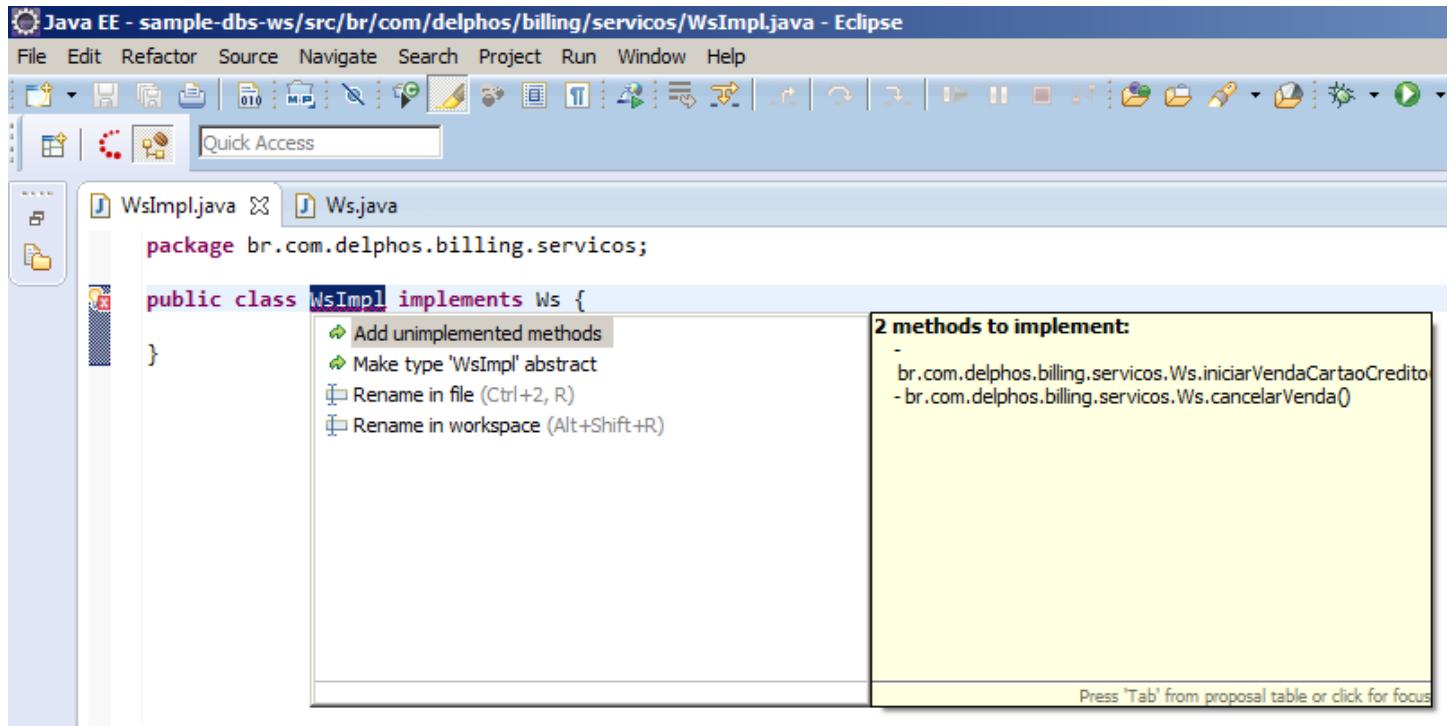 Java EE - sample-dbs-ws/src/br/com/delphos/billing/servicos/WsImpl.java - Eclipse
File Edit Refactor Source Navigate Search Project Run Window Help
Quick Access
WsImpl.java Ws.java
package br.com.delphos.billing.servicos;
public class WsImpl implements Ws {
}
Add unimplemented methods
Make type 'WsImpl' abstract
Rename in file (Ctrl+2, R)
Rename in workspace (Alt+Shift+R)
2 methods to implement:
-
br.com.delphos.billing.servicos.Ws.iniciarVendaCartaoCredito(
- br.com.delphos.billing.servicos.Ws.cancelarVenda()
Press 'Tab' from proposal table or click for focus